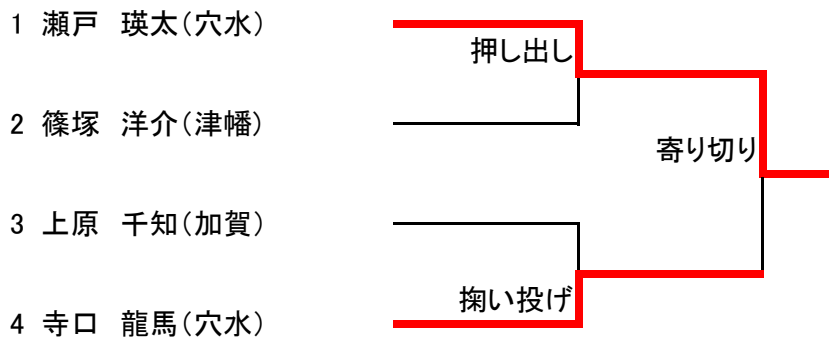 1 瀬戸 瑛太(穴水)
押し出し
2 篠塚 洋介(津幡)
寄り切り
3 上原 千知(加賀)
掬い投げ
4 寺口 龍馬(穴水)